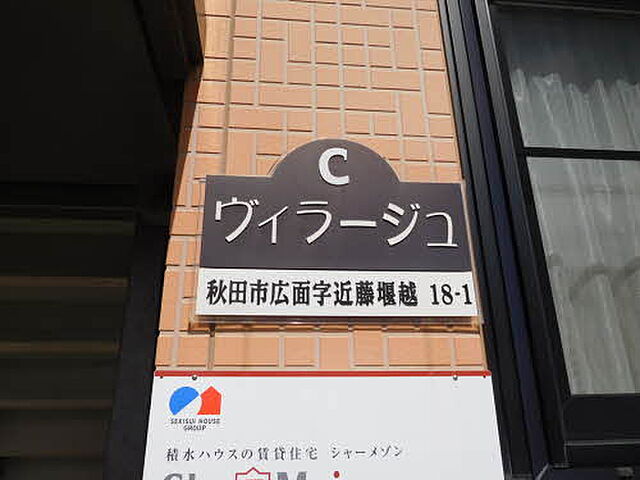 C
ヴィラージュ
秋田市広面字近藤堰越 18-1
SEKISUI HOUSE
GROUP
積水ハウスの賃貸住宅 シャーメゾン